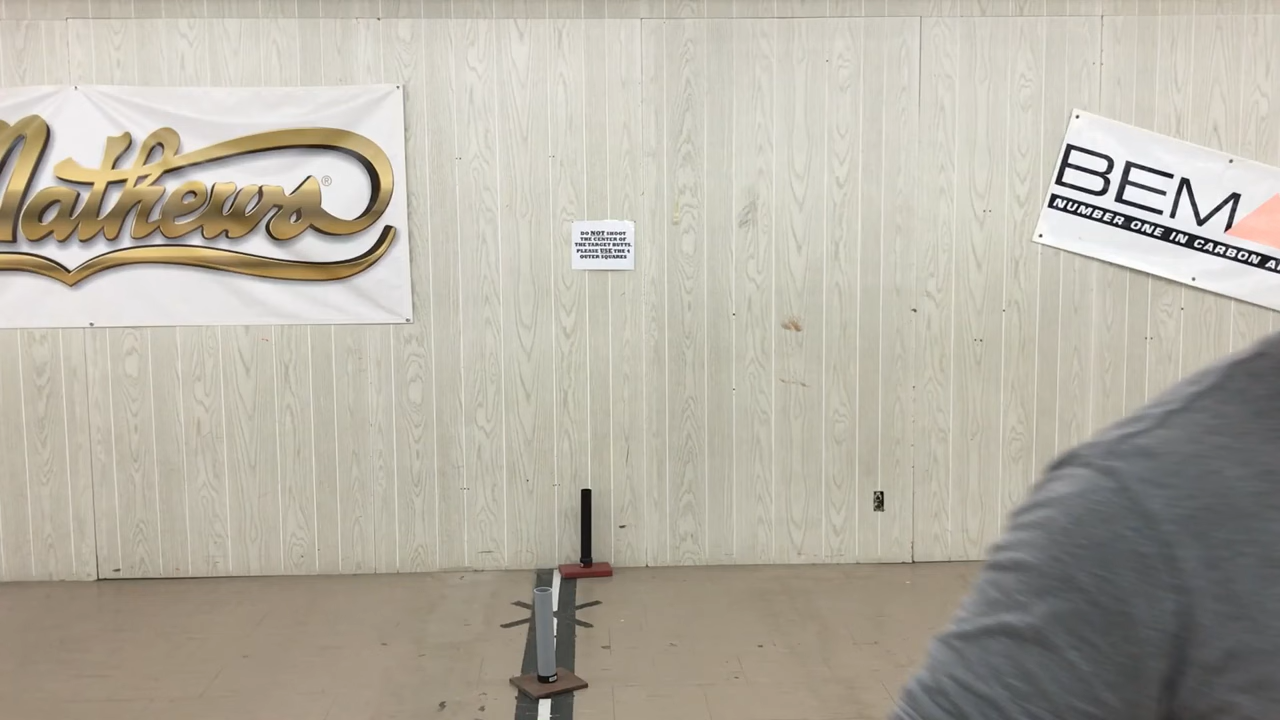 Mathews®
DO NOT SHOOT
THE CENTER OF
THE TARGET BUTTS.
PLEASE USE THE 4
OUTER SQUARES
BEM
NUMBER ONE IN CARBON